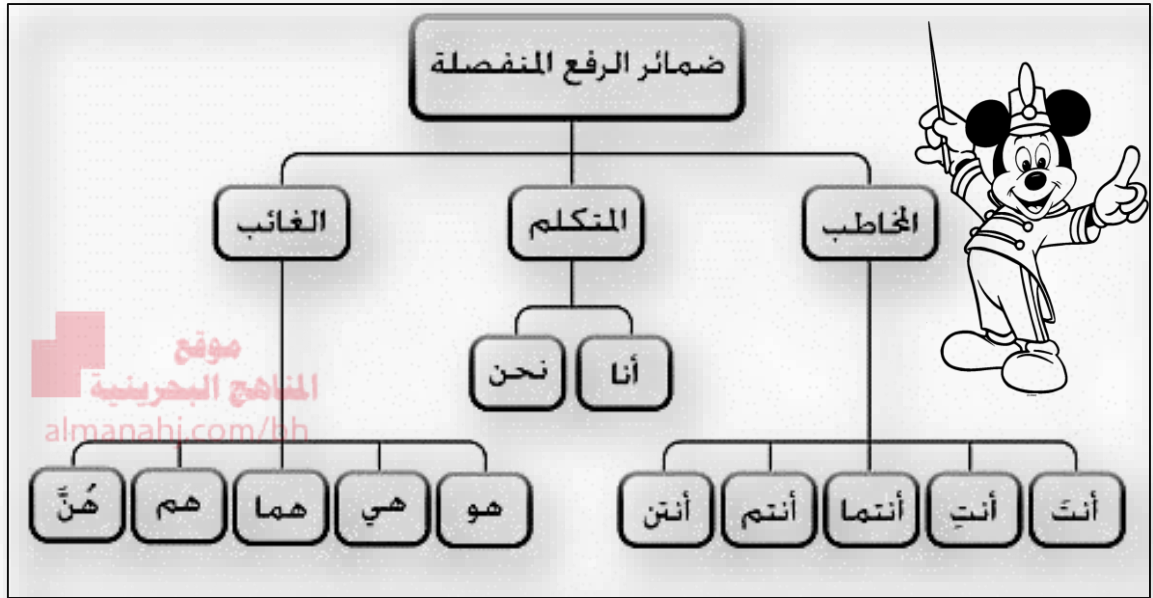 ضمائر الرفع المنفصلة
المخاطب
المتكلم
الغائب
أنا
نحن
موقع
المناهج البحرينية
almanahj.com/bh
أنتَ
أنتِ
أنتما
أنتم
أنتن
هو
هي
هما
هم
هُنَّ